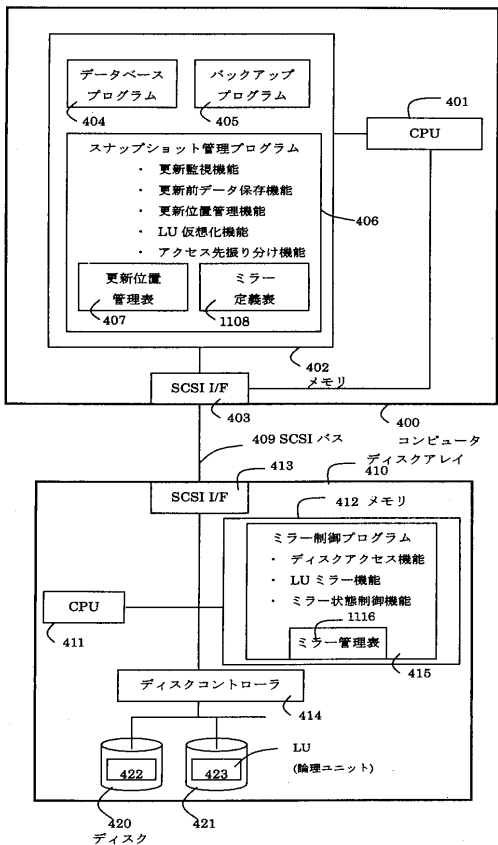 データベース
プログラム
404
バックアップ
プログラム
405
401
CPU
スナップショット管理プログラム
・ 更新監視機能
・ 更新前データ保存機能
・ 更新位置管理機能
・ LU 仮想化機能
・ アクセス先振り分け機能
406
更新位置
管理表
407
ミラー
定義表
1108
402
メモリ
SCSI I/F
403
400
コンピュータ
409 SCSI バス
ディスクアレイ
410
413
SCSI I/F
412 メモリ
ミラー制御プログラム
・ ディスクアクセス機能
・ LU ミラー機能
・ ミラー状態制御機能
1116
ミラー管理表
415
CPU
411
ディスクコントローラ
414
422
423
LU
(論理ユニット)
420
ディスク
421